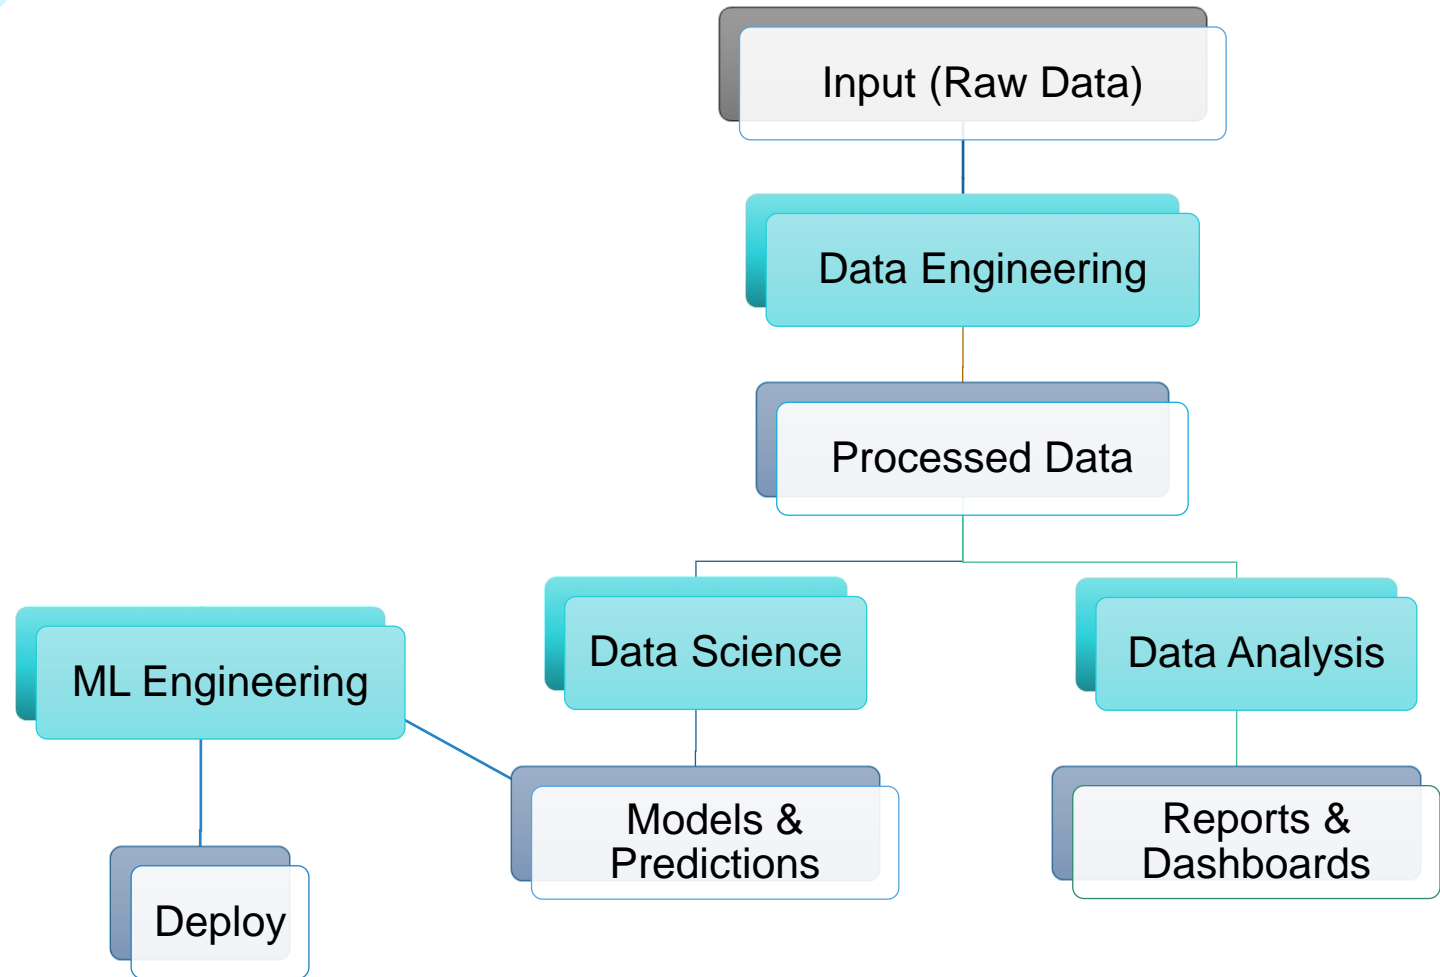 Input (Raw Data)
Data Engineering
Processed Data
Data Science
Data Analysis
ML Engineering
Models &
Predictions
Reports &
Dashboards
Deploy